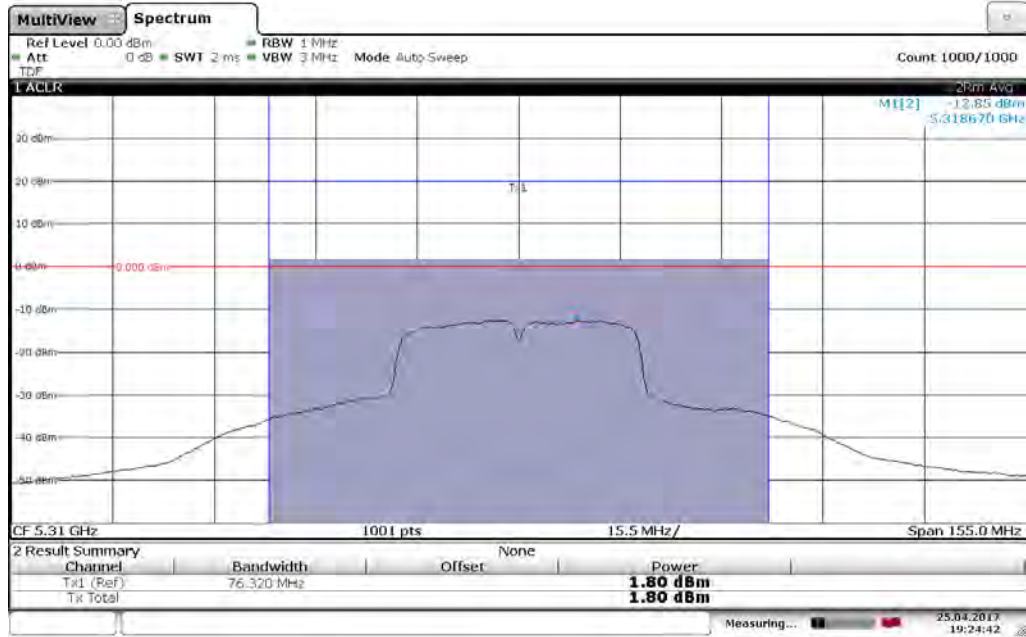 MultiView Spectrum
Ref Level 0.00 dBm RBW 1 MHz
Att 0 dB SWT 2 ms VBW 3 MHz Mode Auto Sweep Count 1000/1000
TDF
1 ACLR 2Rm Avg
M1[2] -12.85 dBm
5.318670 GHz
20 dBm
Tx1
10 dBm
0 dBm 0.000 dBm
-10 dBm
-20 dBm
-30 dBm
-40 dBm
-50 dBm
CF 5.31 GHz 1001 pts 15.5 MHz/ Span 155.0 MHz
2 Result Summary None
Channel Bandwidth Offset Power
Tx1 (Ref) 76.320 MHz 1.80 dBm
Tx Total 1.80 dBm
Measuring... 25.04.2017
19:24:42